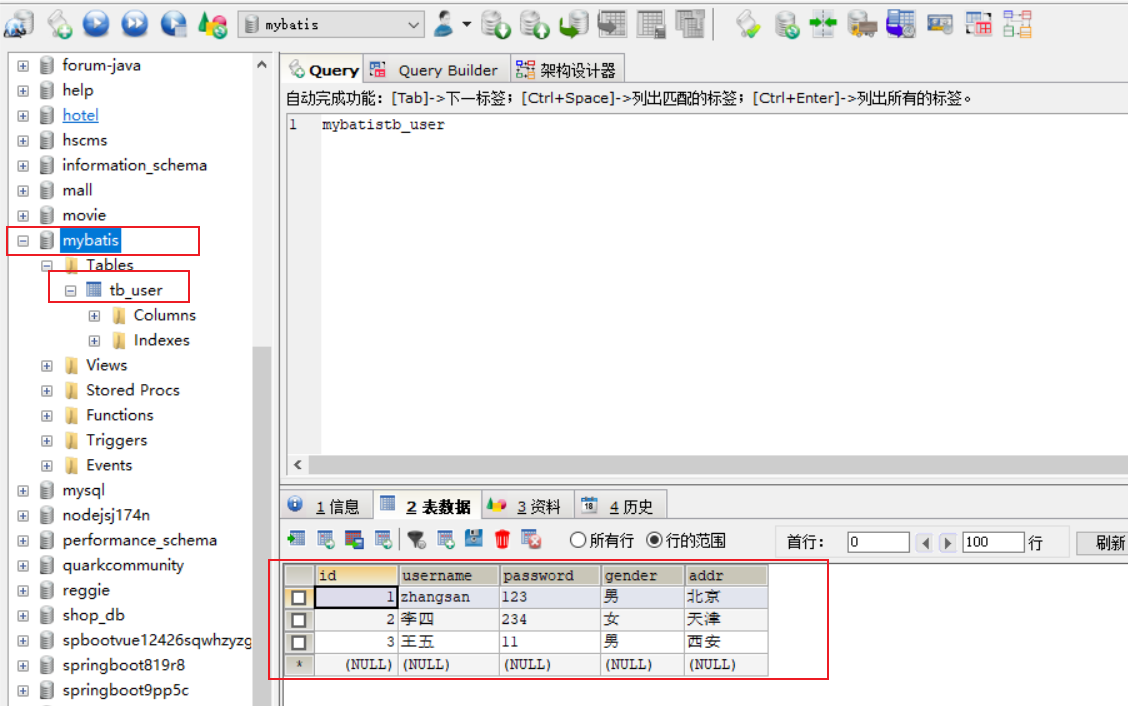 mybatis
forum-java
help
hotel
hscms
information_schema
mall
movie
mybatis
Tables
tb_user
Columns
Indexes
Views
Stored Procs
Functions
Triggers
Events
mysql
nodejsj174n
performance_schema
quarkcommunity
reggie
shop_db
spbootvue12426sqwhzyzg
springboot819r8
springboot9pp5c
Query Query Builder 架构设计器
自动完成功能：[Tab]->下一标签；[Ctrl+Space]->列出匹配的标签；[Ctrl+Enter]->列出所有的标签。
1 mybatistb_user
1 信息 2 表数据 3 资料 4 历史
所有行 行的范围 首行： 0 100 行 刷新
id username password gender addr
1 zhangsan 123 男 北京
2 李四 234 女 天津
3 王五 11 男 西安
* (NULL) (NULL) (NULL) (NULL) (NULL)